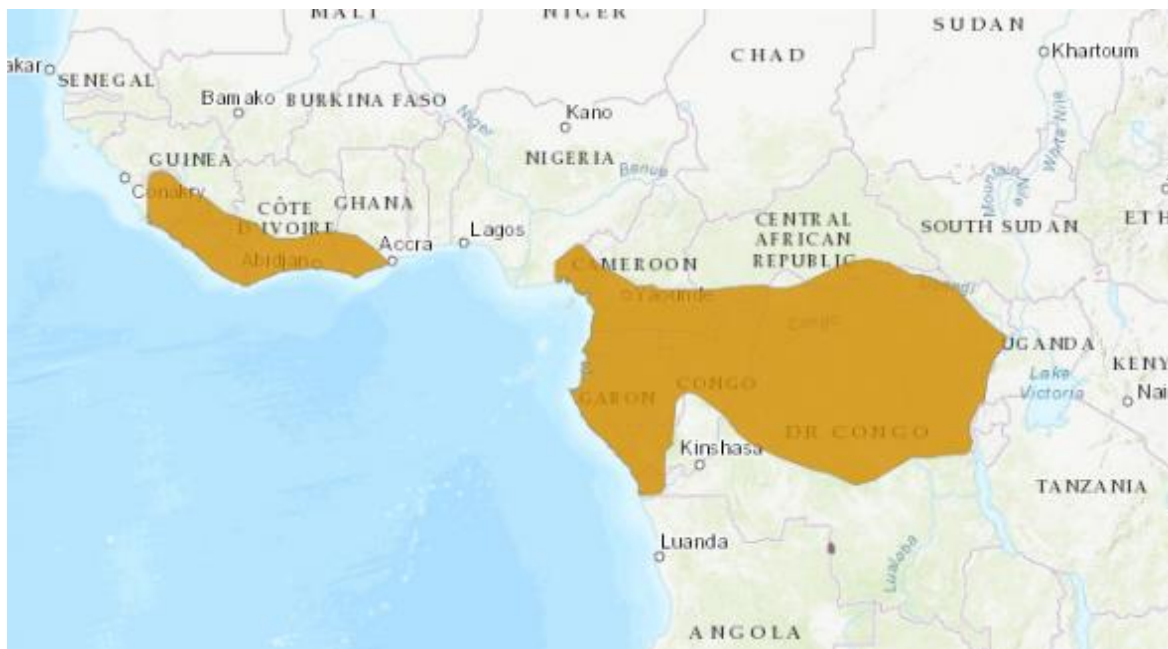 MALI
NIGER
SUDAN
CHAD
Khartoum
akar
SENEGAL
Bamako
BURKINA FASO
Niger
Kano
White Nile
GUINEA
NIGERIA
Benue
Conakry
CÔTE
D'IVOIRE
GHANA
Lagos
Accra
Abidjan
CENTRAL
AFRICAN
REPUBLIC
SOUTH SUDAN
ETH
CAMEROON
Yaounde
Congo
UGANDA
KENY
Lake
Victoria
Nai
GABON
CONGO
DR CONGO
Kinshasa
TANZANIA
Luanda
Lualaba
ANGOLA